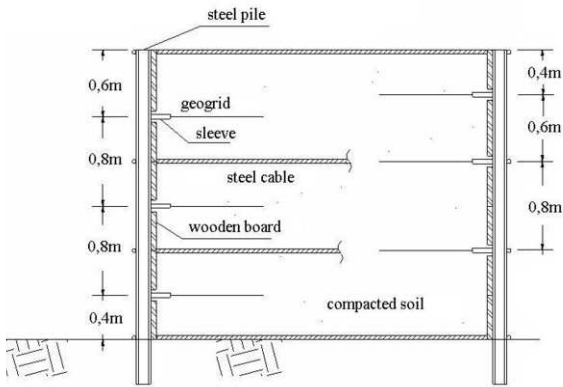 steel pile
0,6m
0,4m
geogrid
sleeve
0,6m
0,8m
steel cable
0,8m
wooden board
0,8m
compacted soil
0,4m